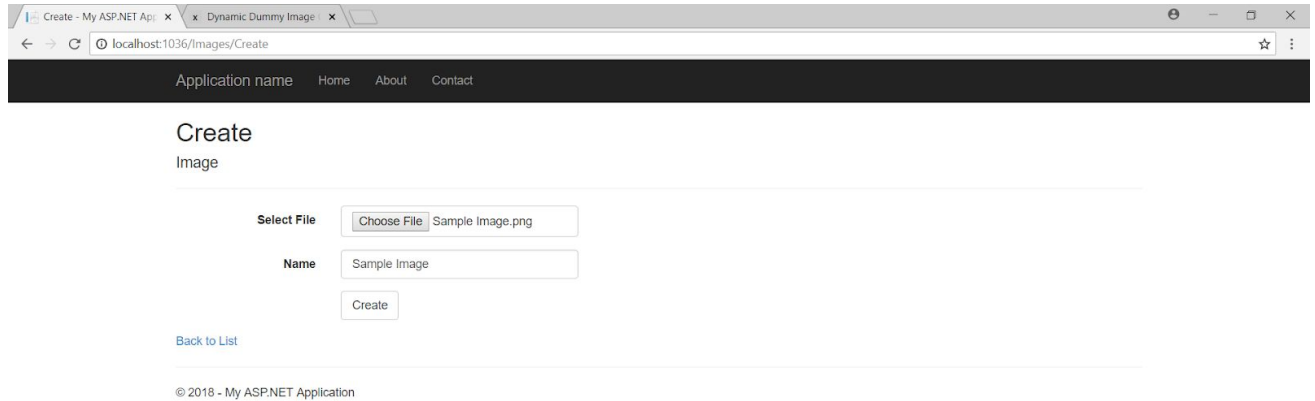 Create - My ASP.NET App
x Dynamic Dummy Image
localhost:1036/Images/Create
Application name Home About Contact
Create
Image
Select File Choose File Sample Image.png
Name Sample Image
Create
Back to List
© 2018 - My ASP.NET Application